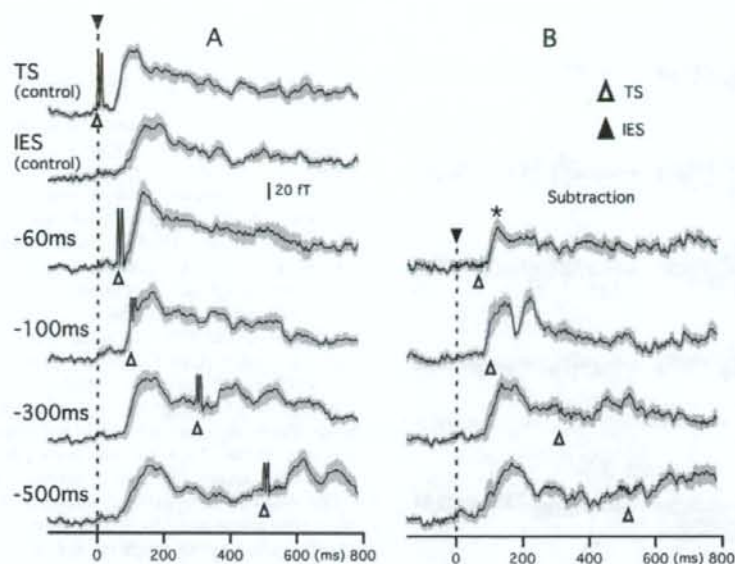 A
B
TS
(control)
TS
IES
IES
(control)
20 fT
Subtraction
*
-60ms
-100ms
-300ms
-500ms
0 200 400 600 (ms) 800
0 200 400 600 (ms) 800